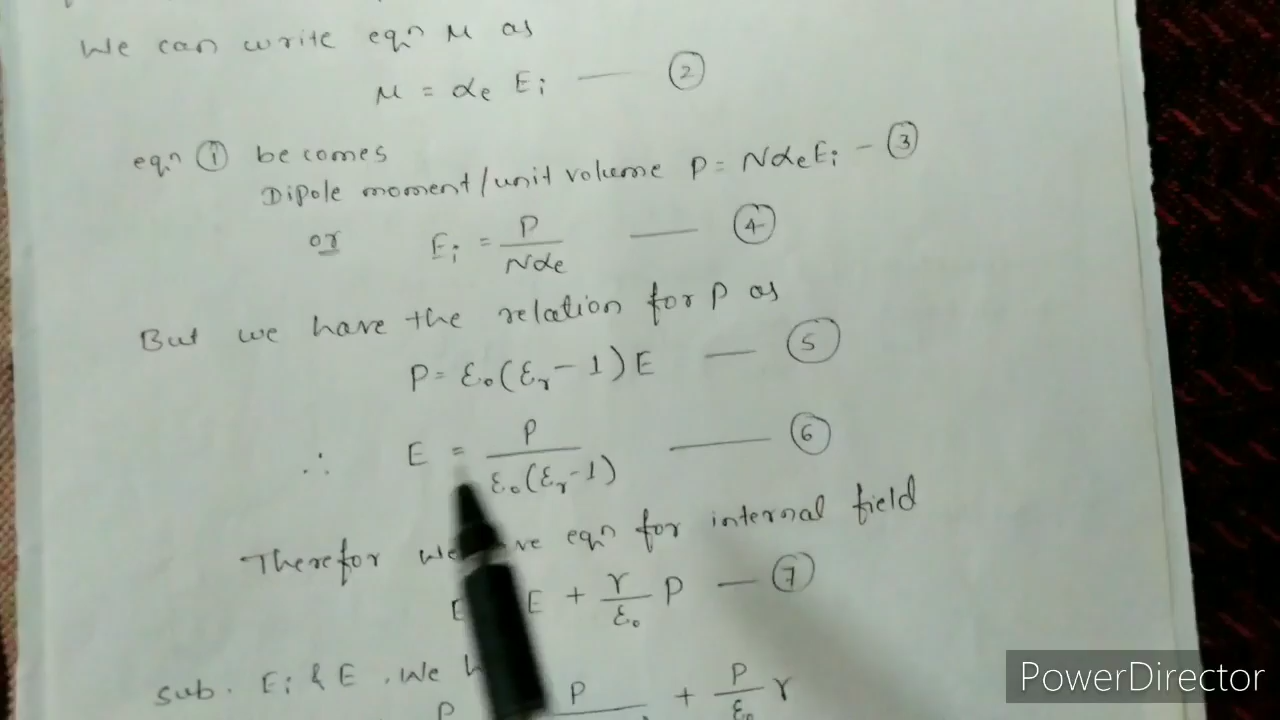 We can write eqn μ as
μ = αe Ei — ②
eqn ① becomes
Dipole moment/unit volume P = NαeEi - ③
or Ei = P/Nαe — ④
But we have the relation for P as
P = ε₀(εr - 1)E — ⑤
∴ E = P/ε₀(εr-1) — ⑥
Therefor we eqn for internal field
E + γ/ε₀ P — ⑦
sub. Ei & E, we
P P + P/ε₀ γ
PowerDirector